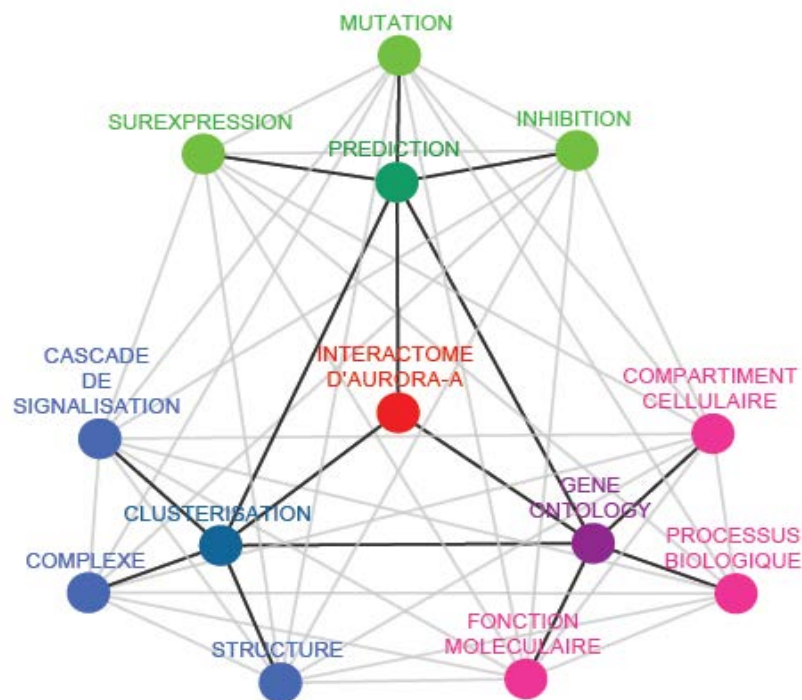 MUTATION
SUREXPRESSION
INHIBITION
PREDICTION
CASCADE
DE
SIGNALISATION
INTERACTOME
D'AURORA-A
COMPARTIMENT
CELLULAIRE
CLUSTERISATION
GENE
ONTOLOGY
COMPLEXE
PROCESSUS
BIOLOGIQUE
STRUCTURE
FONCTION
MOLECULAIRE